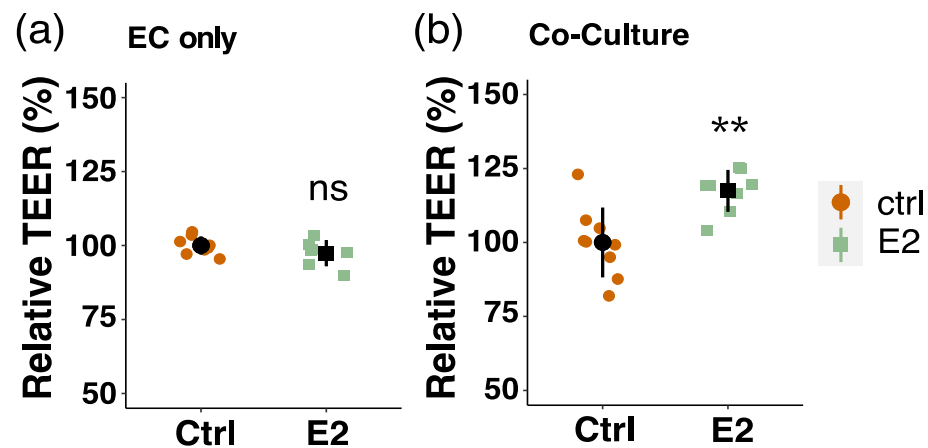 (a) EC only
Relative TEER (%)
150
125
100
75
50
ns
Ctrl E2
(b) Co-Culture
Relative TEER (%)
150
125
100
75
50
**
Ctrl E2
ctrl
E2